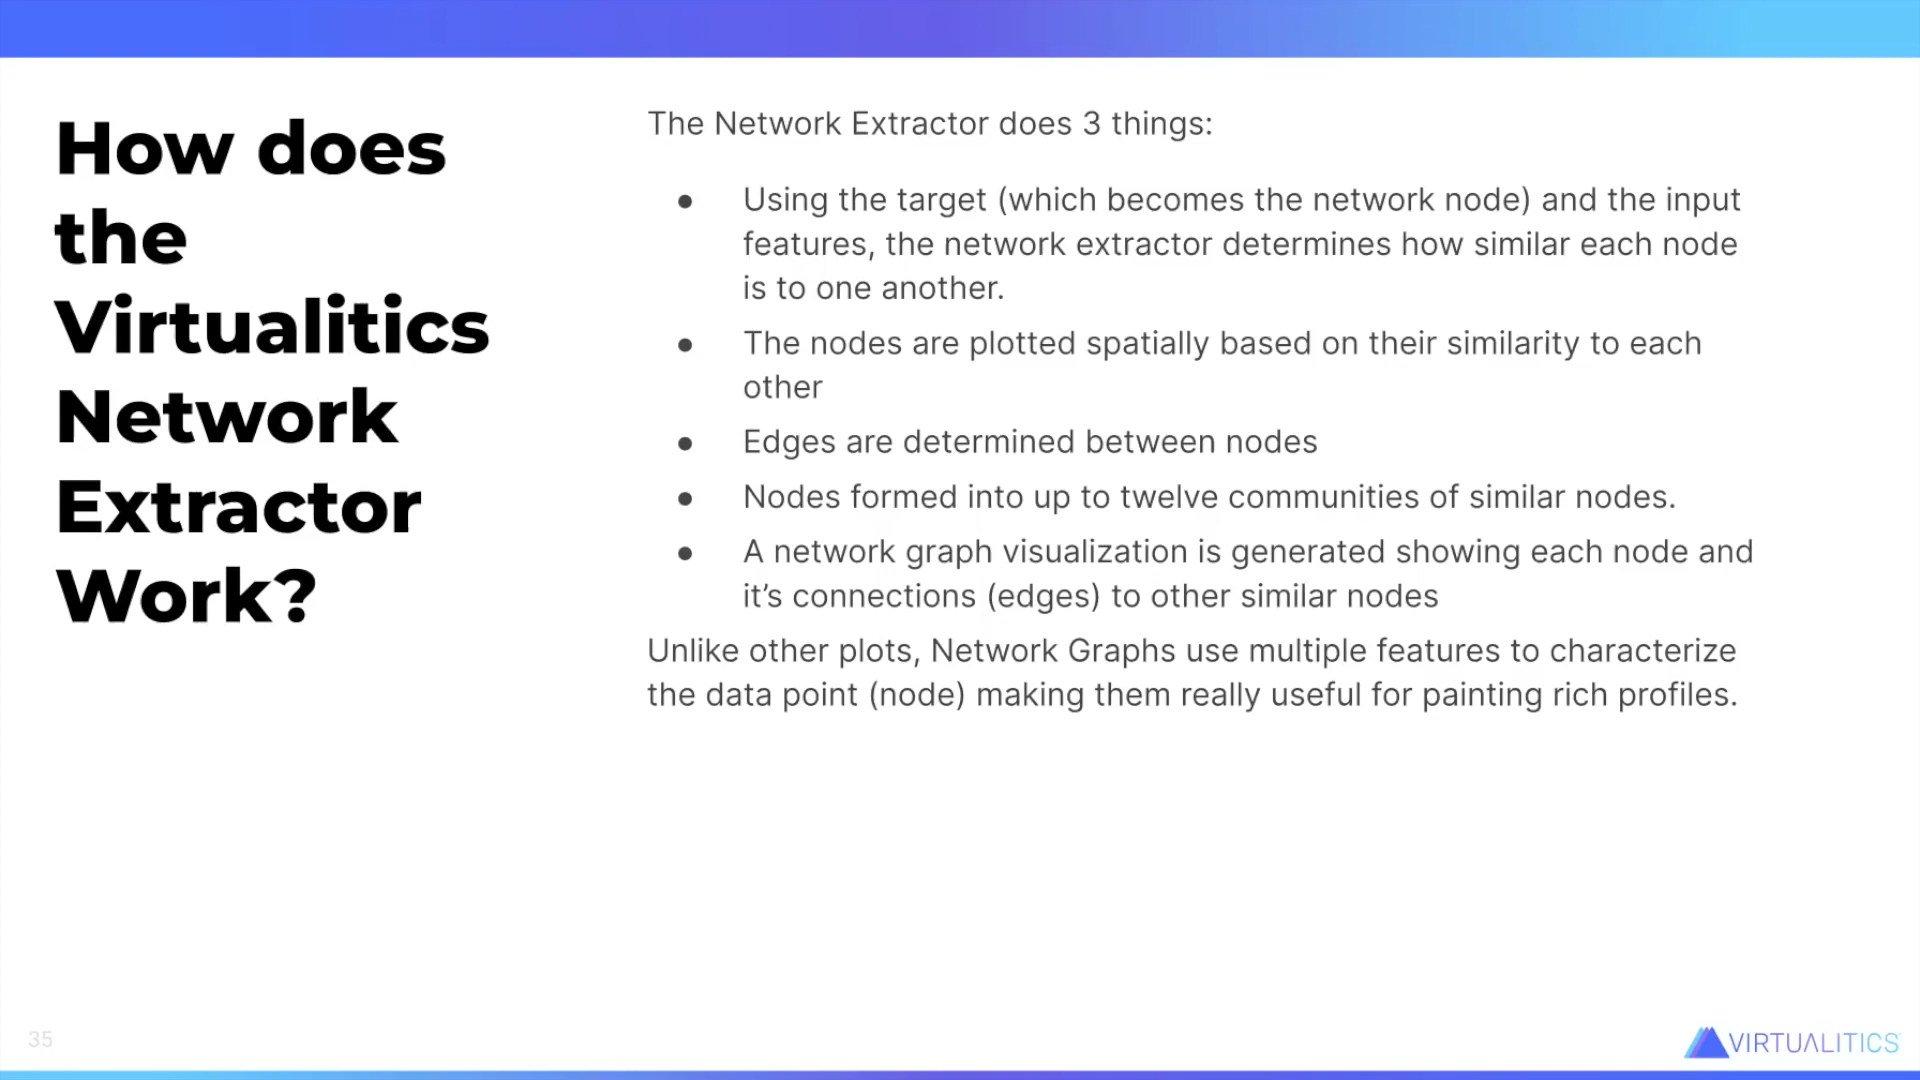 How does
the
Virtualitics
Network
Extractor
Work?
The Network Extractor does 3 things:
● Using the target (which becomes the network node) and the input
features, the network extractor determines how similar each node
is to one another.
● The nodes are plotted spatially based on their similarity to each
other
● Edges are determined between nodes
● Nodes formed into up to twelve communities of similar nodes.
● A network graph visualization is generated showing each node and
it’s connections (edges) to other similar nodes
Unlike other plots, Network Graphs use multiple features to characterize
the data point (node) making them really useful for painting rich profiles.
35
VIRTUALITICS